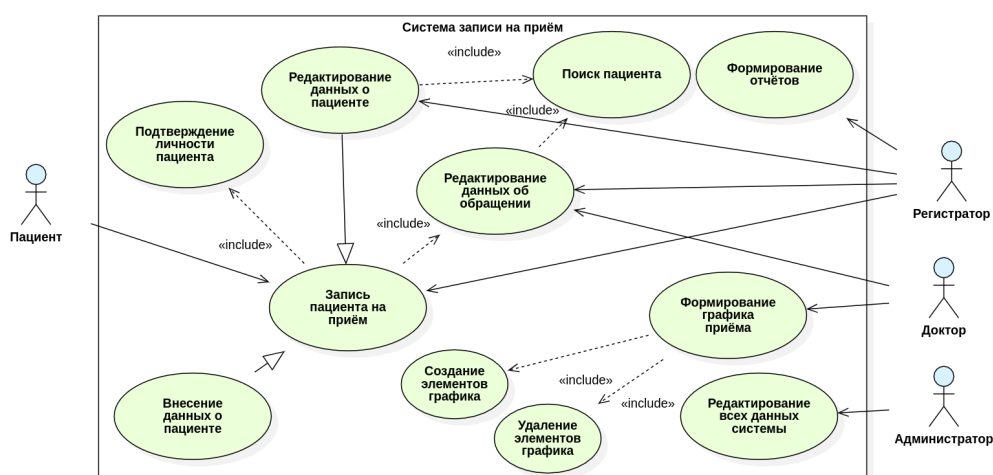 Система записи на приём
«include»
Редактирование
данных о
пациенте
Поиск пациента
Формирование
отчётов
«include»
Подтверждение
личности
пациента
Редактирование
данных об
обращении
Пациент
Регистратор
«include»
«include»
Запись
пациента на
приём
Формирование
графика
приёма
Доктор
Создание
элементов
графика
«include»
«include»
Внесение
данных о
пациенте
Удаление
элементов
графика
Редактирование
всех данных
системы
Администратор